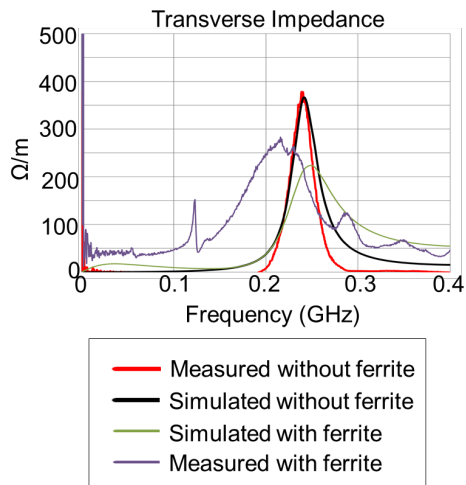 Transverse Impedance
500
400
300
200
100
0
Ω/m
0 0.1 0.2 0.3 0.4
Frequency (GHz)
Measured without ferrite
Simulated without ferrite
Simulated with ferrite
Measured with ferrite